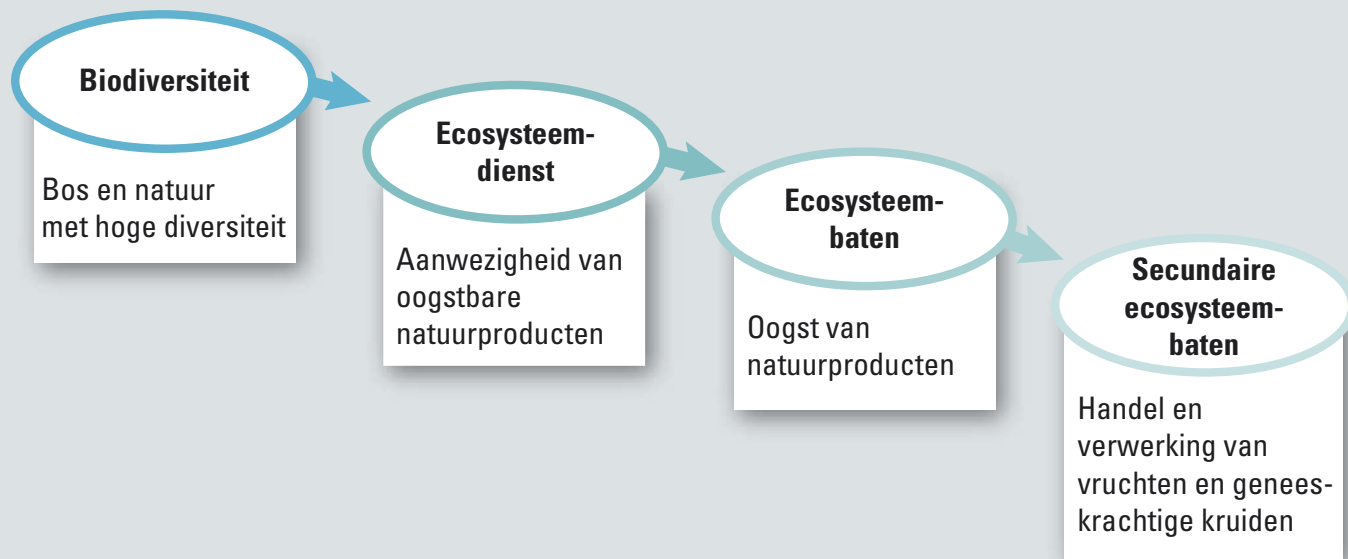 Biodiversiteit
Bos en natuur
met hoge diversiteit
Ecosysteem-
dienst
Aanwezigheid van
oogstbare
natuurproducten
Ecosysteem-
baten
Oogst van
natuurproducten
Secundaire
ecosysteem-
baten
Handel en
verwerking van
vruchten en genees-
krachtige kruiden